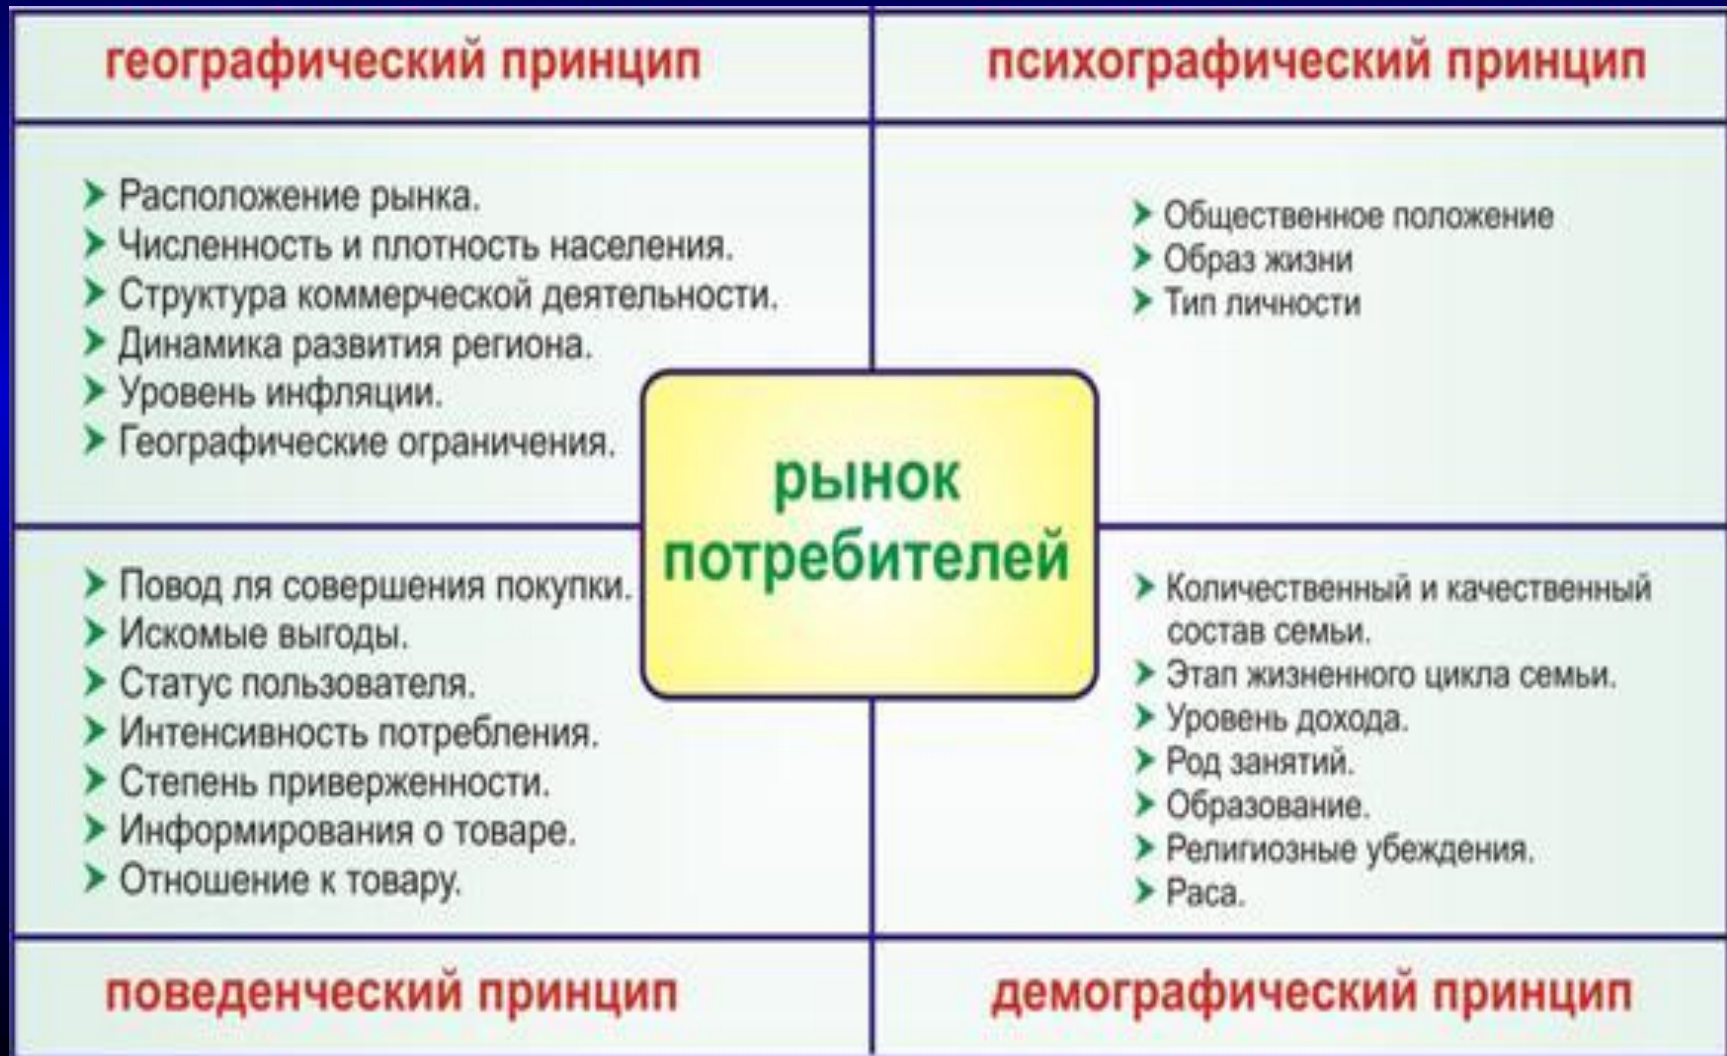 географический принцип
Расположение рынка.
Численность и плотность населения.
Структура коммерческой деятельности.
Динамика развития региона.
Уровень инфляции.
Географические ограничения.
психографический принцип
Общественное положение
Образ жизни
Тип личности
рынок
потребителей
Повод ля совершения покупки.
Искомые выгоды.
Статус пользователя.
Интенсивность потребления.
Степень приверженности.
Информирования о товаре.
Отношение к товару.
поведенческий принцип
Количественный и качественный
состав семьи.
Этап жизненного цикла семьи.
Уровень дохода.
Род занятий.
Образование.
Религиозные убеждения.
Раса.
демографический принцип